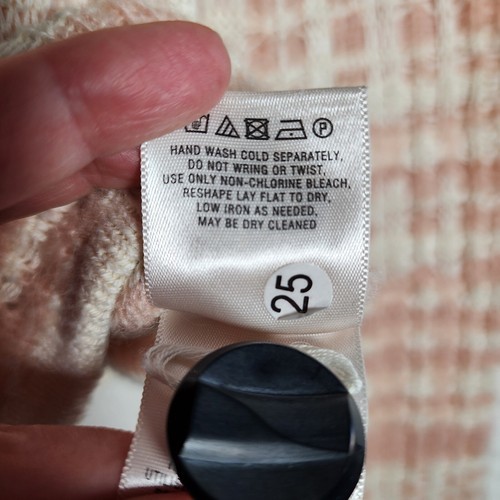 P
HAND WASH COLD SEPARATELY.
DO NOT WRING OR TWIST.
USE ONLY NON-CHLORINE BLEACH.
RESHAPE LAY FLAT TO DRY.
LOW IRON AS NEEDED.
MAY BE DRY CLEANED
25